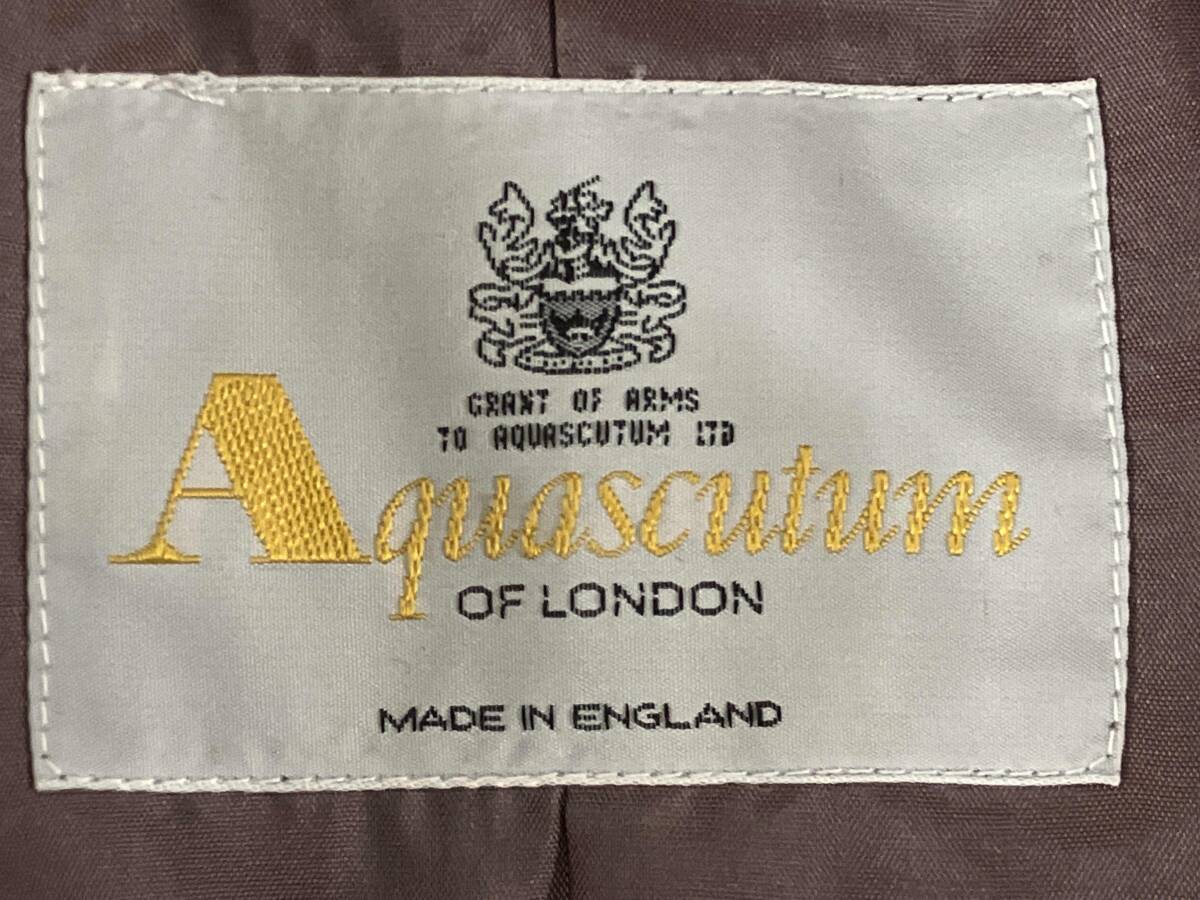 GRANT OF ARMS
TO AQUASCUTUM LTD
Aquascutum
OF LONDON
MADE IN ENGLAND